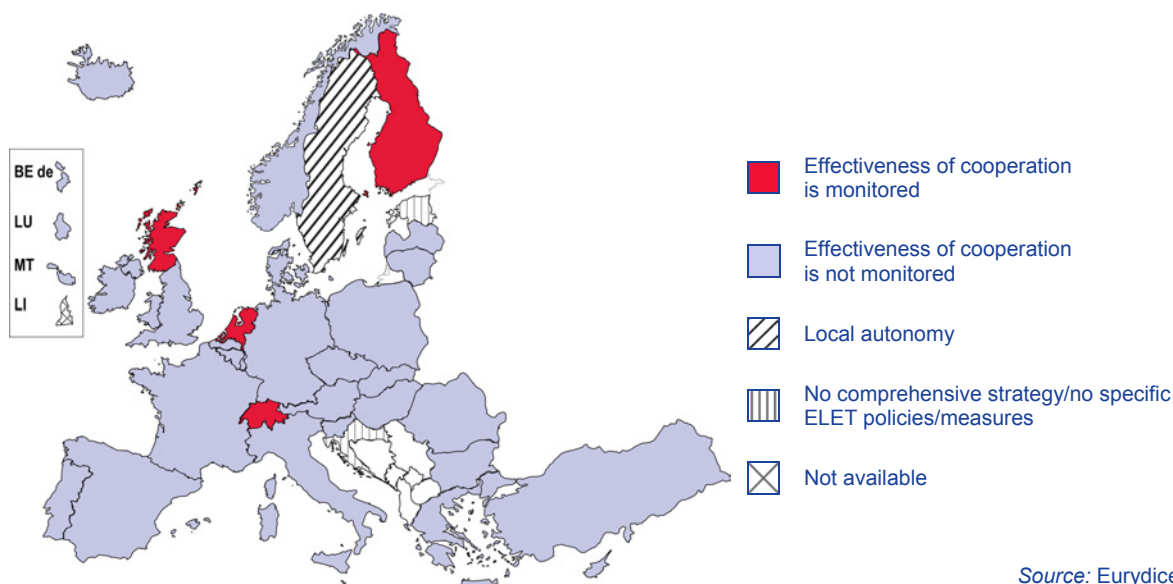 BE de
LU
MT
LI
Effectiveness of cooperation
is monitored
Effectiveness of cooperation
is not monitored
Local autonomy
No comprehensive strategy/no specific
ELET policies/measures
Not available
Source: Eurydice